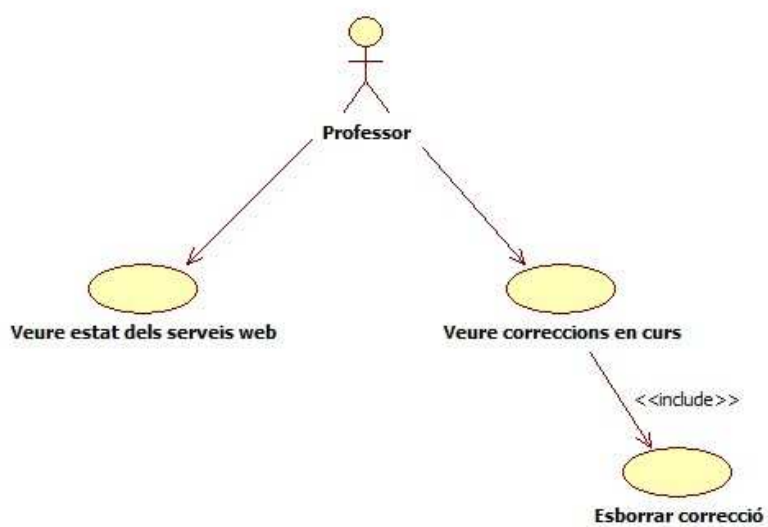 Professor
Veure estat dels serveis web
Veure correccions en curs
<<include>>
Esborrar correcció